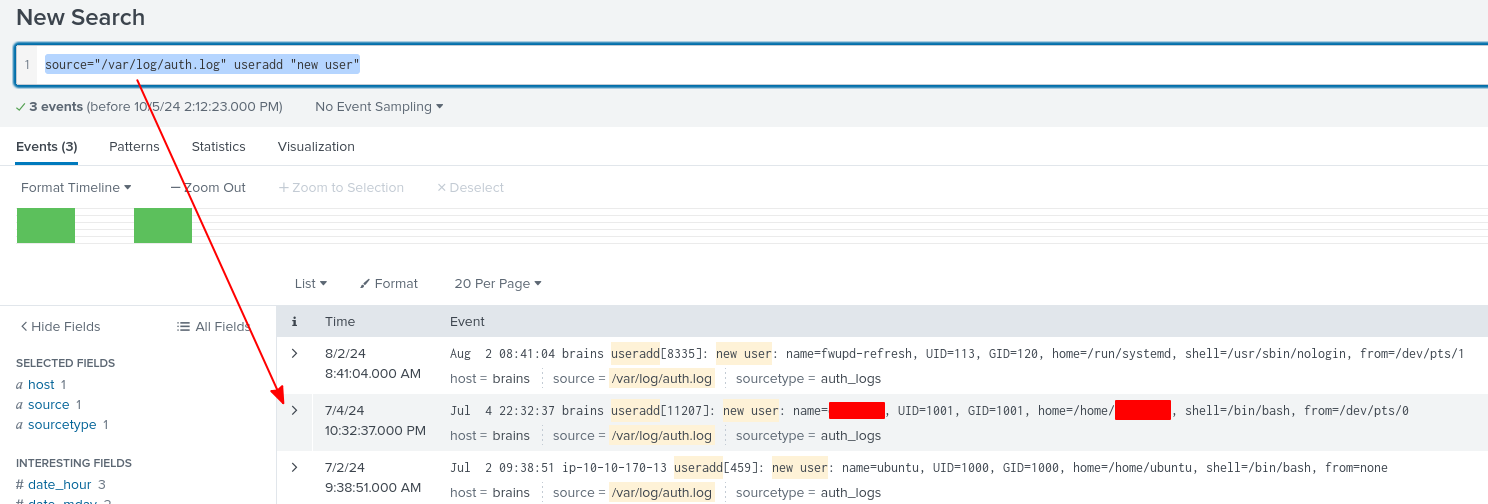 New Search
1 source="/var/log/auth.log" useradd "new user"
✓ 3 events (before 10/5/24 2:12:23.000 PM) No Event Sampling
Events (3) Patterns Statistics Visualization
Format Timeline — Zoom Out + Zoom to Selection × Deselect
List Format 20 Per Page
< Hide Fields All Fields
i Time Event
SELECTED FIELDS
a host 1
a source 1
a sourcetype 1
INTERESTING FIELDS
# date_hour 3
# date_mday 2
8/2/24
8:41:04.000 AM
Aug 2 08:41:04 brains useradd[8335]: new user: name=fwupd-refresh, UID=113, GID=120, home=/run/systemd, shell=/usr/sbin/nologin, from=/dev/pts/1
host = brains source = /var/log/auth.log sourcetype = auth_logs
7/4/24
10:32:37.000 PM
Jul 4 22:32:37 brains useradd[11207]: new user: name= , UID=1001, GID=1001, home=/home/ , shell=/bin/bash, from=/dev/pts/0
host = brains source = /var/log/auth.log sourcetype = auth_logs
7/2/24
9:38:51.000 AM
Jul 2 09:38:51 ip-10-10-170-13 useradd[459]: new user: name=ubuntu, UID=1000, GID=1000, home=/home/ubuntu, shell=/bin/bash, from=none
host = brains source = /var/log/auth.log sourcetype = auth_logs